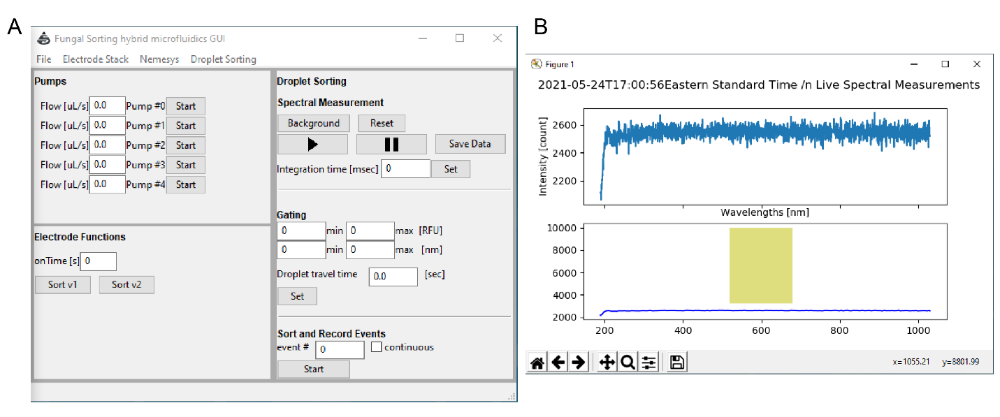 A
Fungal Sorting hybrid microfluidics GUI
File Electrode Stack Nemesys Droplet Sorting
Pumps
Flow [uL/s] 0.0 Pump #0 Start
Flow [uL/s] 0.0 Pump #1 Start
Flow [uL/s] 0.0 Pump #2 Start
Flow [uL/s] 0.0 Pump #3 Start
Flow [uL/s] 0.0 Pump #4 Start
Electrode Functions
onTime [s] 0
Sort v1 Sort v2
Droplet Sorting
Spectral Measurement
Background Reset
Save Data
Integration time [msec] 0 Set
Gating
0 min 0 max [RFU]
0 min 0 max [nm]
Droplet travel time 0.0 [sec]
Set
Sort and Record Events
event # 0 continuous
Start
B
Figure 1
2021-05-24T17:00:56Eastern Standard Time /n Live Spectral Measurements
Intensity [count]
2600
2400
2200
Wavelengths [nm]
10000
8000
6000
4000
2000
200 400 600 800 1000
x=1055.21 y=8801.99